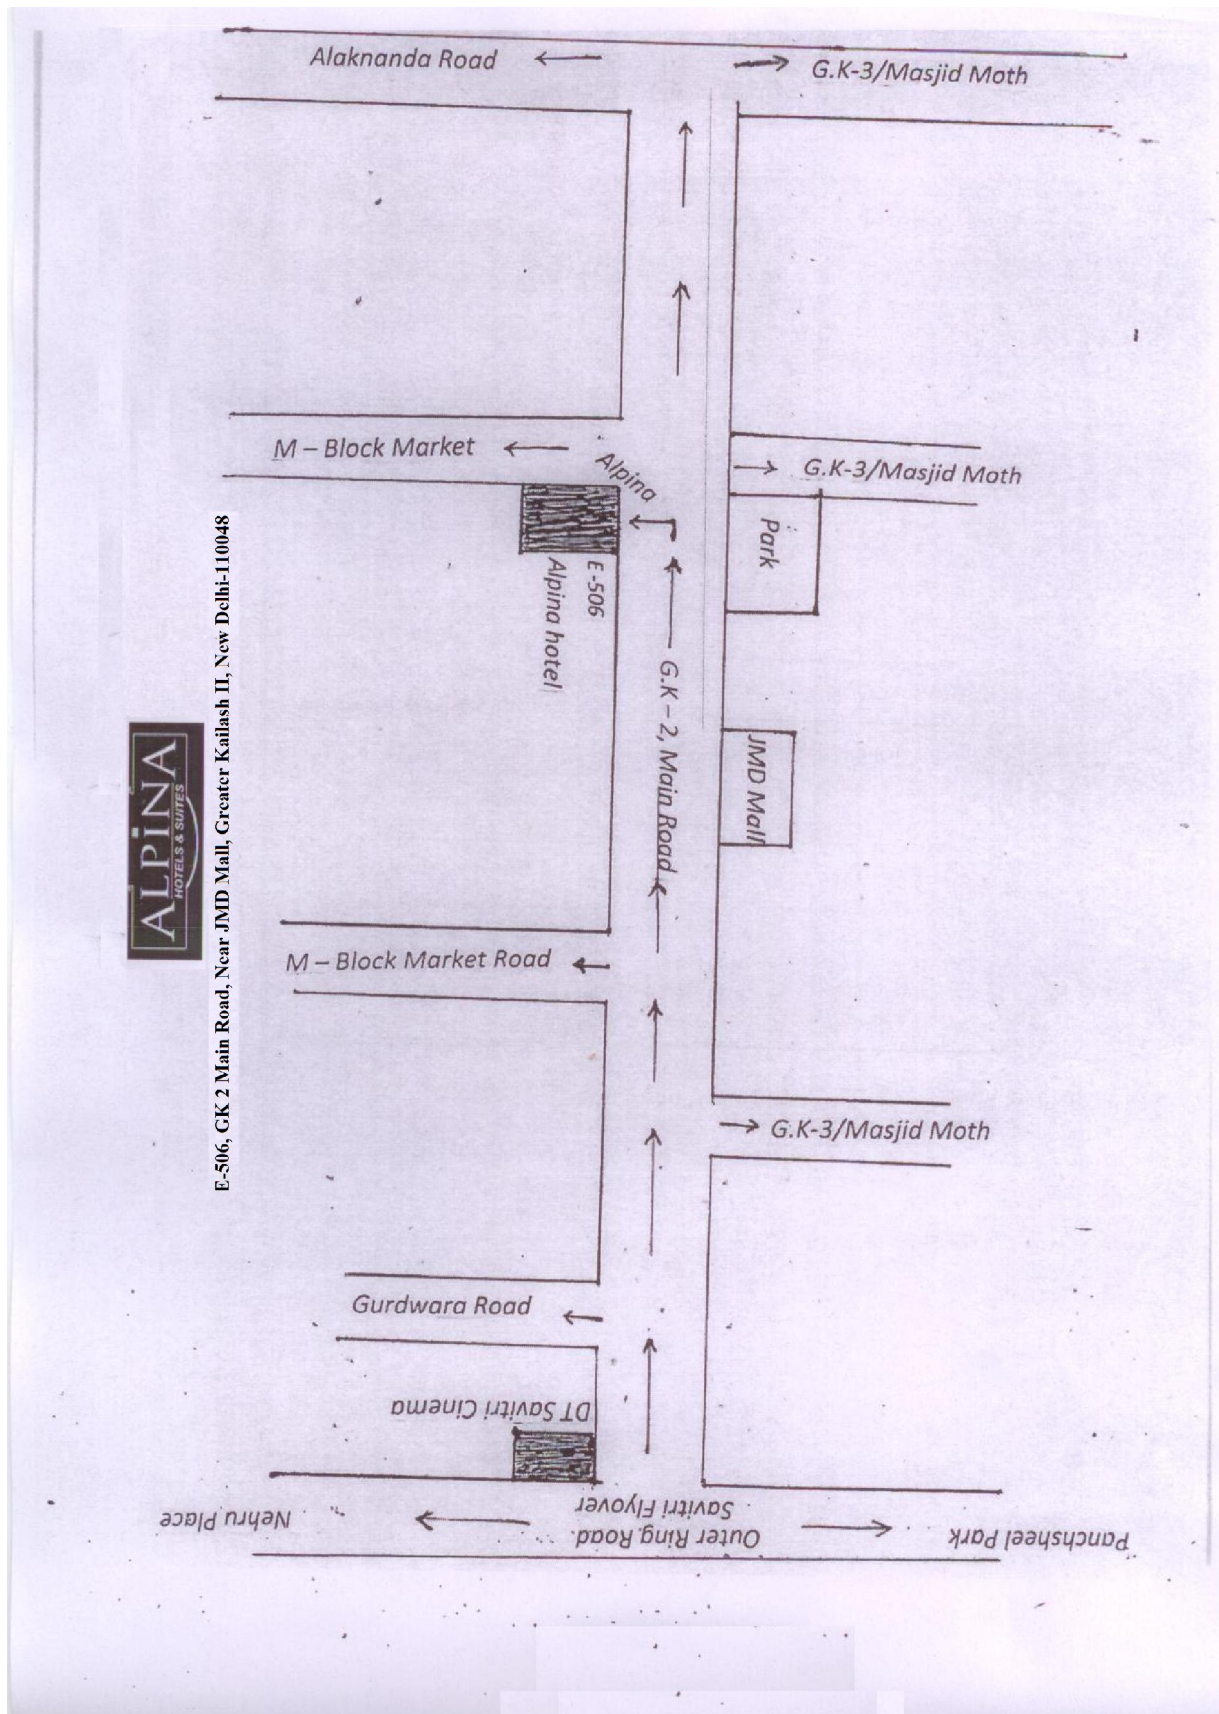 Alaknanda Road
G.K-3/Masjid Moth
M – Block Market
Alpina
G.K-3/Masjid Moth
Park
E-506
Alpina hotel
G.K – 2, Main Road
JMD Mall
ALPINA
HOTELS & SUITES
E-506, GK 2 Main Road, Near JMD Mall, Greater Kailash II, New Delhi-110048
M – Block Market Road
G.K-3/Masjid Moth
Gurdwara Road
DT Savitri Cinema
Nehru Place
Savitri Flyover
Outer Ring Road
Panchsheel Park